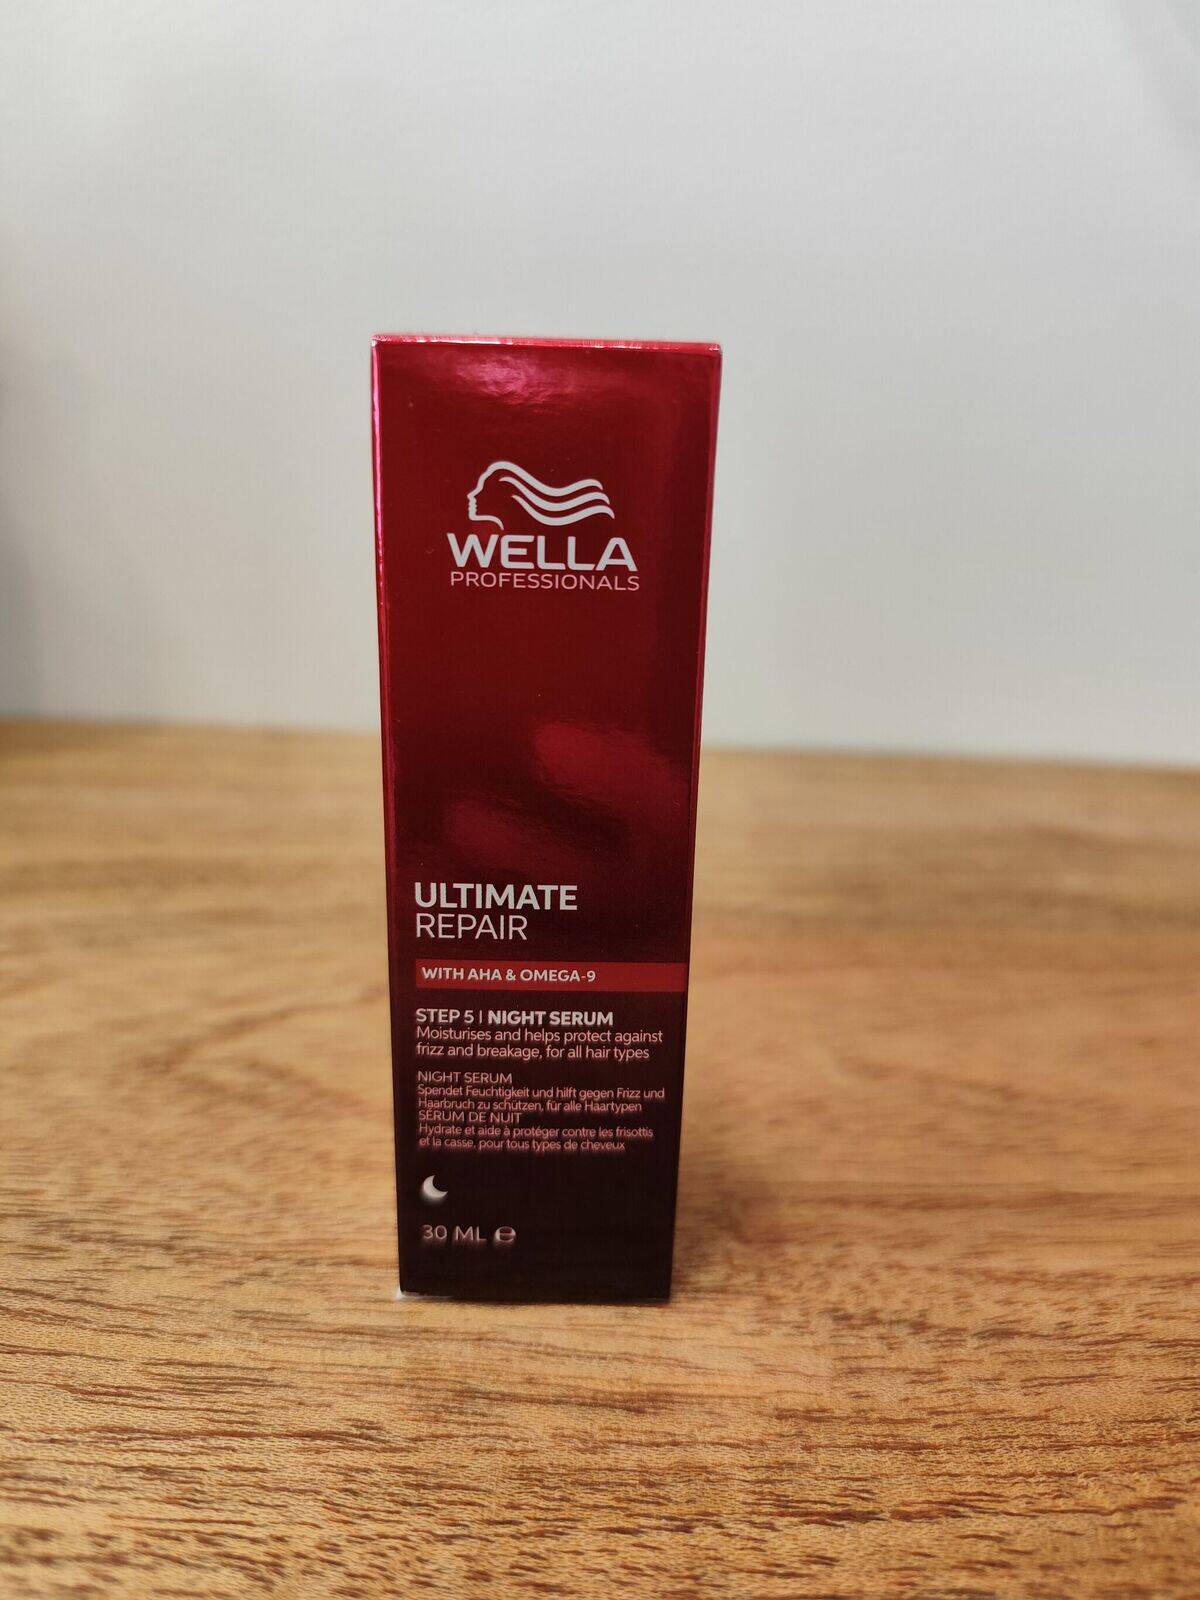 WELLA
PROFESSIONALS
ULTIMATE
REPAIR
WITH AHA & OMEGA-9
STEP 5 | NIGHT SERUM
Moisturises and helps protect against
frizz and breakage, for all hair types
NIGHT SERUM
Spendet Feuchtigkeit und hilft gegen Frizz und
Haarbruch zu schützen, für alle Haartypen
SÉRUM DE NUIT
Hydrate et aide à protéger contre les frisottis
et la casse, pour tous types de cheveux
30 ML ℮